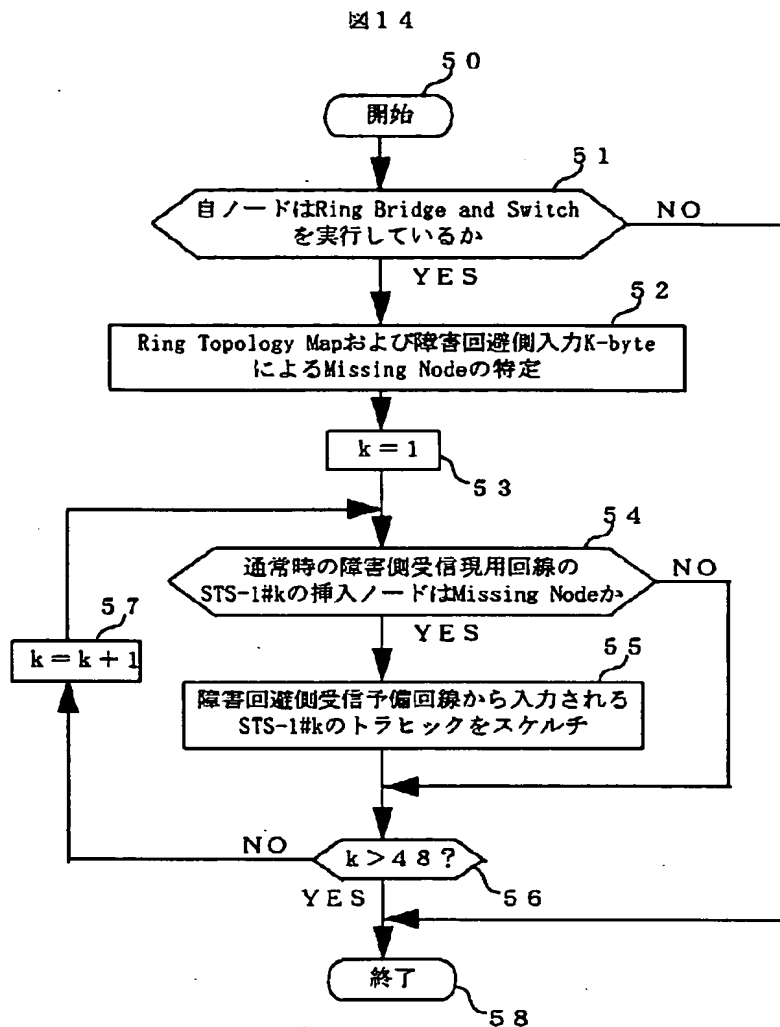 図14
50
開始
51
自ノードはRing Bridge and Switch
を実行しているか
NO
YES
52
Ring Topology Mapおよび障害回避側入力K-byte
によるMissing Nodeの特定
k=1
53
54
通常時の障害側受信現用回線の
STS-1#kの挿入ノードはMissing Nodeか
NO
YES
57
k=k+1
55
障害回避側受信予備回線から入力される
STS-1#kのトラヒックをスケルチ
NO
k>48?
YES
56
終了
58